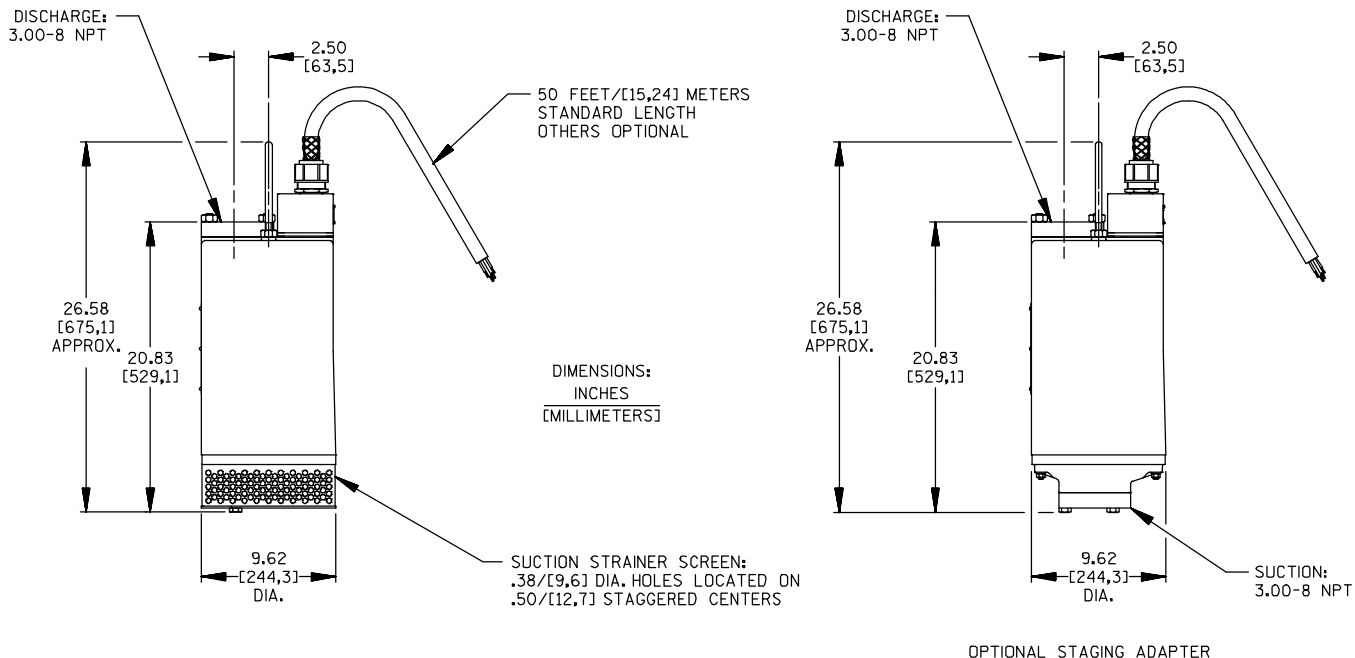 DISCHARGE:
3.00-8 NPT
2.50
[63,5]
50 FEET/[15,24] METERS
STANDARD LENGTH
OTHERS OPTIONAL
26.58
[675,1]
APPROX.
20.83
[529,1]
DIMENSIONS:
INCHES
[MILLIMETERS]
9.62
[244,3]
DIA.
SUCTION STRAINER SCREEN:
.38/[9,6] DIA. HOLES LOCATED ON
.50/[12,7] STAGGERED CENTERS
DISCHARGE:
3.00-8 NPT
2.50
[63,5]
26.58
[675,1]
APPROX.
20.83
[529,1]
9.62
[244,3]
DIA.
SUCTION:
3.00-8 NPT
OPTIONAL STAGING ADAPTER